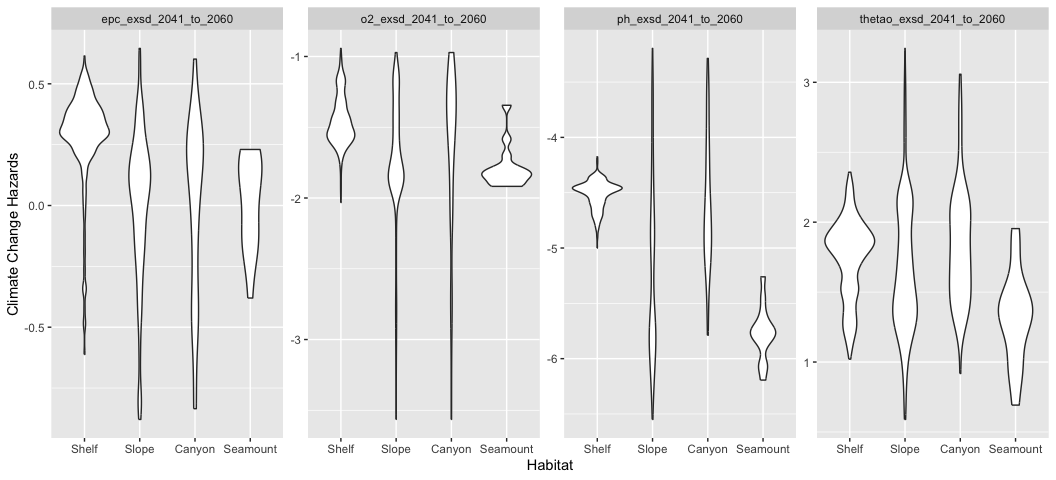 epc_exsd_2041_to_2060
o2_exsd_2041_to_2060
ph_exsd_2041_to_2060
thetao_exsd_2041_to_2060
Climate Change Hazards
0.5
0.0
-0.5
-1
-2
-3
-4
-5
-6
3
2
1
Shelf Slope Canyon Seamount
Shelf Slope Canyon Seamount
Shelf Slope Canyon Seamount
Shelf Slope Canyon Seamount
Habitat